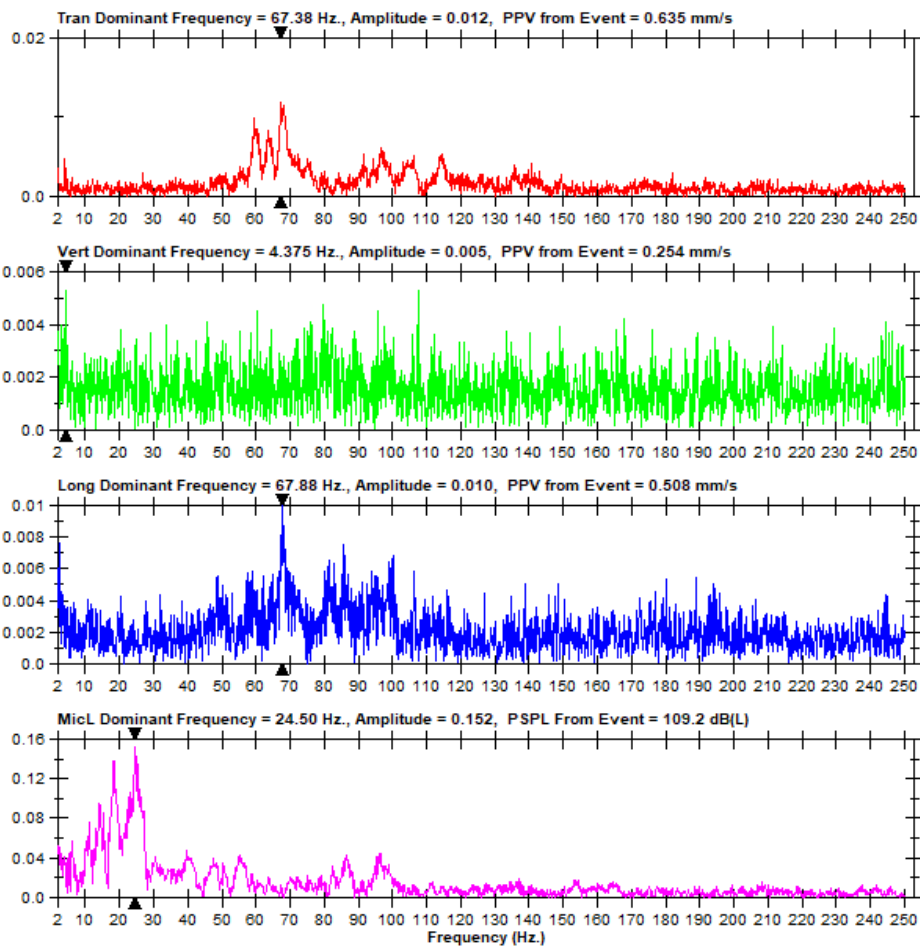 Tran Dominant Frequency = 67.38 Hz., Amplitude = 0.012, PPV from Event = 0.635 mm/s
0.02
0.0
2 10 20 30 40 50 60 70 80 90 100 110 120 130 140 150 160 170 180 190 200 210 220 230 240 250
Vert Dominant Frequency = 4.375 Hz., Amplitude = 0.005, PPV from Event = 0.254 mm/s
0.006
0.004
0.002
0.0
2 10 20 30 40 50 60 70 80 90 100 110 120 130 140 150 160 170 180 190 200 210 220 230 240 250
Long Dominant Frequency = 67.88 Hz., Amplitude = 0.010, PPV from Event = 0.508 mm/s
0.01
0.008
0.006
0.004
0.002
0.0
2 10 20 30 40 50 60 70 80 90 100 110 120 130 140 150 160 170 180 190 200 210 220 230 240 250
MicL Dominant Frequency = 24.50 Hz., Amplitude = 0.152, PSPL From Event = 109.2 dB(L)
0.16
0.12
0.08
0.04
0.0
2 10 20 30 40 50 60 70 80 90 100 110 120 130 140 150 160 170 180 190 200 210 220 230 240 250
Frequency (Hz.)